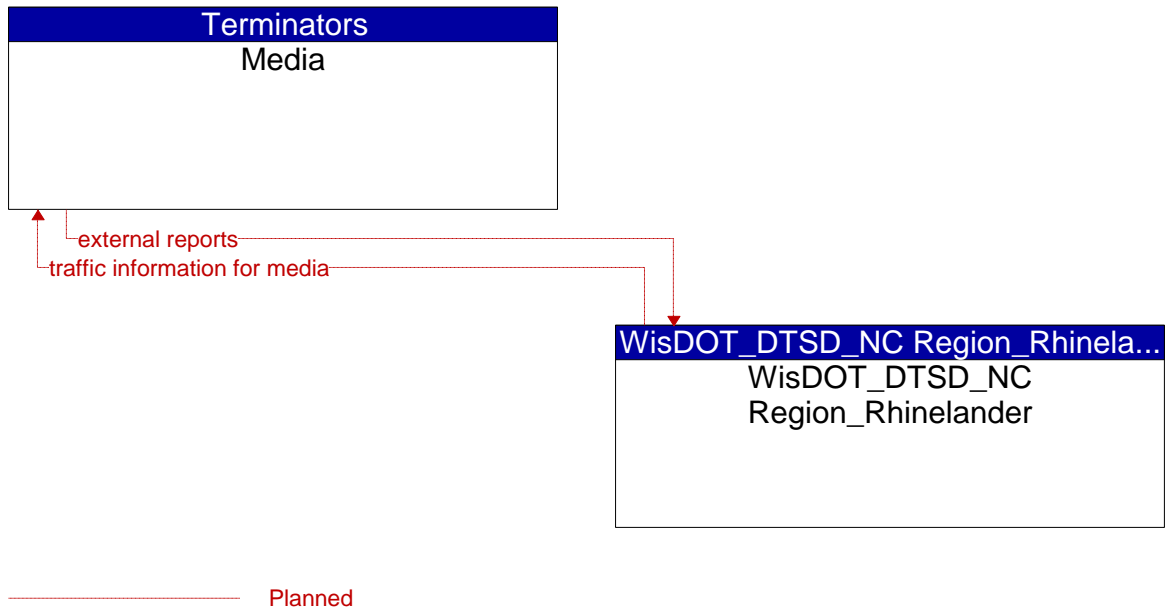 Terminators
Media
external reports
traffic information for media
WisDOT_DTSD_NC Region_Rhinela...
WisDOT_DTSD_NC
Region_Rhinelander
Planned